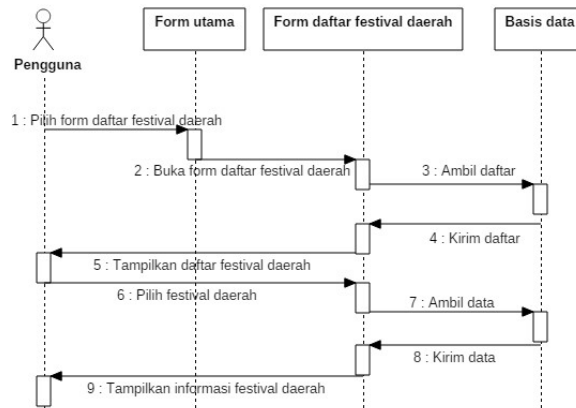 Form utama
Form daftar festival daerah
Basis data
Pengguna
1 : Pilih form daftar festival daerah
2 : Buka form daftar festival daerah
3 : Ambil daftar
4 : Kirim daftar
5 : Tampilkan daftar festival daerah
6 : Pilih festival daerah
7 : Ambil data
8 : Kirim data
9 : Tampilkan informasi festival daerah